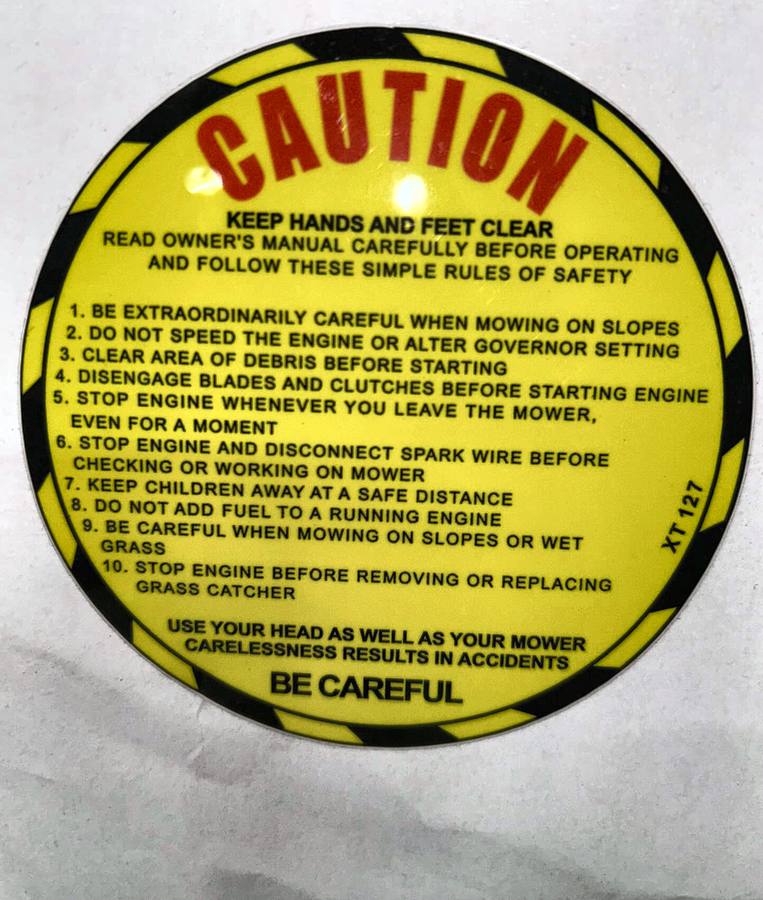 CAUTION
KEEP HANDS AND FEET CLEAR
READ OWNER'S MANUAL CAREFULLY BEFORE OPERATING
AND FOLLOW THESE SIMPLE RULES OF SAFETY
1. BE EXTRAORDINARILY CAREFUL WHEN MOWING ON SLOPES
2. DO NOT SPEED THE ENGINE OR ALTER GOVERNOR SETTING
3. CLEAR AREA OF DEBRIS BEFORE STARTING
4. DISENGAGE BLADES AND CLUTCHES BEFORE STARTING ENGINE
5. STOP ENGINE WHENEVER YOU LEAVE THE MOWER,
EVEN FOR A MOMENT
6. STOP ENGINE AND DISCONNECT SPARK WIRE BEFORE
CHECKING OR WORKING ON MOWER
7. KEEP CHILDREN AWAY AT A SAFE DISTANCE
8. DO NOT ADD FUEL TO A RUNNING ENGINE
9. BE CAREFUL WHEN MOWING ON SLOPES OR WET
GRASS
10. STOP ENGINE BEFORE REMOVING OR REPLACING
GRASS CATCHER
XT 127
USE YOUR HEAD AS WELL AS YOUR MOWER
CARELESSNESS RESULTS IN ACCIDENTS
BE CAREFUL